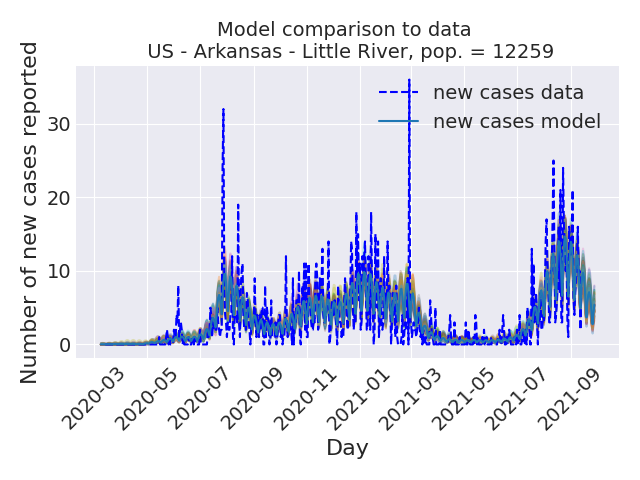 Model comparison to data
US - Arkansas - Little River, pop. = 12259
Number of new cases reported
30
20
10
0
new cases data
new cases model
2020-03
2020-05
2020-07
2020-09
2020-11
2021-01
2021-03
2021-05
2021-07
2021-09
Day